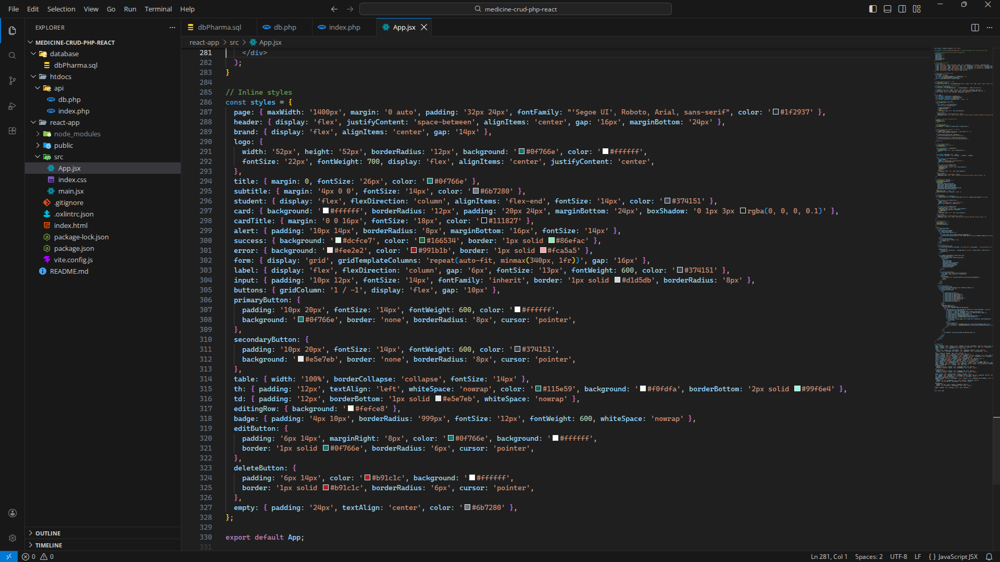 File Edit Selection View Go Run Terminal Help
medicine-crud-php-react
EXPLORER
MEDICINE-CRUD-PHP-REACT
database
dbPharma.sql
htdocs
api
db.php
index.php
react-app
node_modules
public
src
App.jsx
index.css
main.jsx
.gitignore
.oxlintrc.json
index.html
package-lock.json
package.json
vite.config.js
README.md
OUTLINE
TIMELINE
dbPharma.sql db.php index.php App.jsx
react-app > src > App.jsx
281 </div>
282 );
283 }
284
285 // Inline styles
286 const styles = {
287 page: { maxWidth: '1400px', margin: '0 auto', padding: '32px 24px', fontFamily: "'Segoe UI', Roboto, Arial, sans-serif", color: '#1f2937' },
288 header: { display: 'flex', justifyContent: 'space-between', alignItems: 'center', gap: '16px', marginBottom: '24px' },
289 brand: { display: 'flex', alignItems: 'center', gap: '14px' },
290 logo: {
291 width: '52px', height: '52px', borderRadius: '12px', background: '#0f766e', color: '#ffffff',
292 fontSize: '22px', fontWeight: 700, display: 'flex', alignItems: 'center', justifyContent: 'center',
293 },
294 title: { margin: 0, fontSize: '26px', color: '#0f766e' },
295 subtitle: { margin: '4px 0 0', fontSize: '14px', color: '#6b7280' },
296 student: { display: 'flex', flexDirection: 'column', alignItems: 'flex-end', fontSize: '14px', color: '#374151' },
297 card: { background: '#ffffff', borderRadius: '12px', padding: '20px 24px', marginBottom: '24px', boxShadow: '0 1px 3px rgba(0, 0, 0, 0.1)' },
298 cardTitle: { margin: '0 0 16px', fontSize: '18px', color: '#111827' },
299 alert: { padding: '10px 14px', borderRadius: '8px', marginBottom: '16px', fontSize: '14px' },
300 success: { background: '#dcfce7', color: '#166534', border: '1px solid #86efac' },
301 error: { background: '#fee2e2', color: '#991b1b', border: '1px solid #fca5a5' },
302 form: { display: 'grid', gridTemplateColumns: 'repeat(auto-fit, minmax(340px, 1fr))', gap: '16px' },
303 label: { display: 'flex', flexDirection: 'column', gap: '6px', fontSize: '13px', fontWeight: 600, color: '#374151' },
304 input: { padding: '10px 12px', fontSize: '14px', fontFamily: 'inherit', border: '1px solid #d1d5db', borderRadius: '8px' },
305 buttons: { gridColumn: '1 / -1', display: 'flex', gap: '10px' },
306 primaryButton: {
307 padding: '10px 20px', fontSize: '14px', fontWeight: 600, color: '#ffffff',
308 background: '#0f766e', border: 'none', borderRadius: '8px', cursor: 'pointer',
309 },
310 secondaryButton: {
311 padding: '10px 20px', fontSize: '14px', fontWeight: 600, color: '#374151',
312 background: '#e5e7eb', border: 'none', borderRadius: '8px', cursor: 'pointer',
313 },
314 table: { width: '100%', borderCollapse: 'collapse', fontSize: '14px' },
315 th: { padding: '12px', textAlign: 'left', whiteSpace: 'nowrap', color: '#115e59', background: '#f0fdfa', borderBottom: '2px solid #99f6e4' },
316 td: { padding: '12px', borderBottom: '1px solid #e5e7eb', whiteSpace: 'nowrap' },
317 editingRow: { background: '#fefce8' },
318 badge: { padding: '4px 10px', borderRadius: '999px', fontSize: '12px', fontWeight: 600, whiteSpace: 'nowrap' },
319 editButton: {
320 padding: '6px 14px', marginRight: '8px', color: '#0f766e', background: '#ffffff',
321 border: '1px solid #0f766e', borderRadius: '6px', cursor: 'pointer',
322 },
323 deleteButton: {
324 padding: '6px 14px', color: '#b91c1c', background: '#ffffff',
325 border: '1px solid #b91c1c', borderRadius: '6px', cursor: 'pointer',
326 },
327 empty: { padding: '24px', textAlign: 'center', color: '#6b7280' },
328 };
329
330 export default App;
331
0 0 Ln 281, Col 1 Spaces: 2 UTF-8 LF { } JavaScript JSX